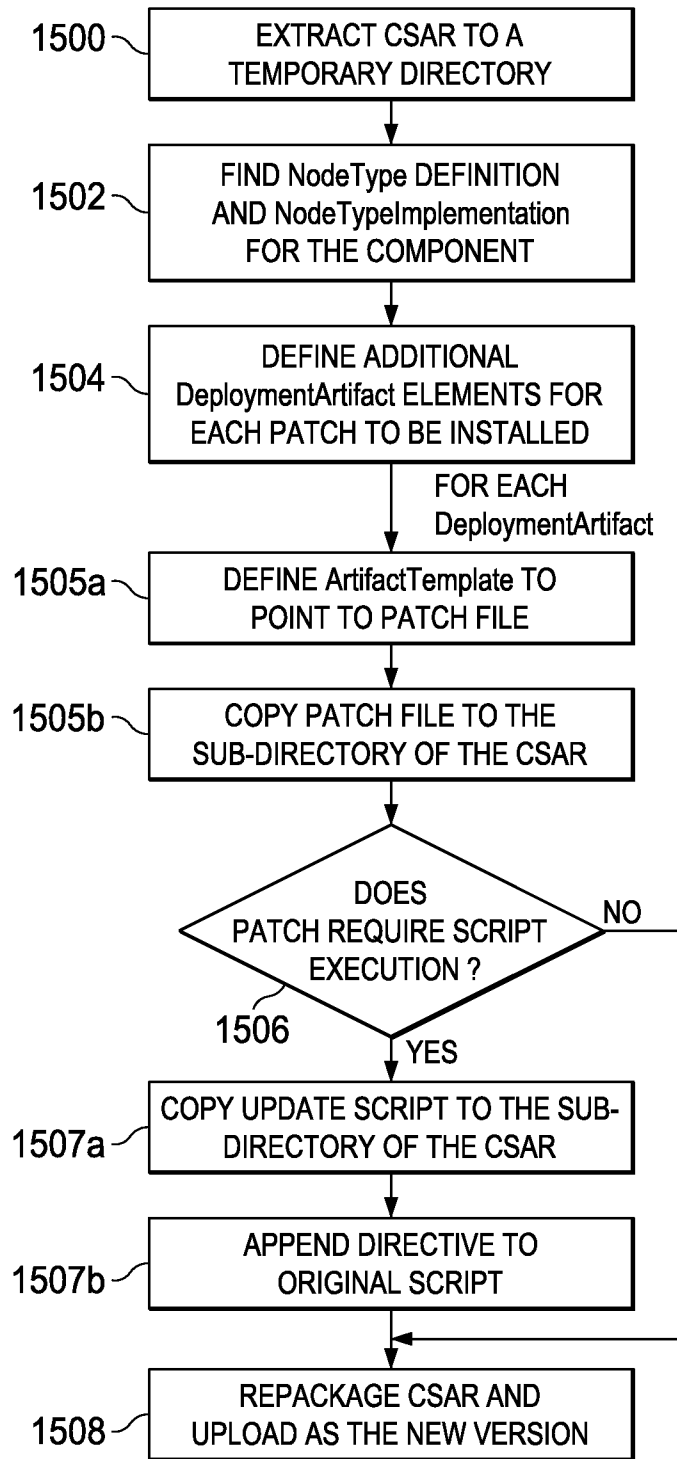 1500
EXTRACT CSAR TO A
TEMPORARY DIRECTORY
1502
FIND NodeType DEFINITION
AND NodeTypeImplementation
FOR THE COMPONENT
1504
DEFINE ADDITIONAL
DeploymentArtifact ELEMENTS FOR
EACH PATCH TO BE INSTALLED
FOR EACH
DeploymentArtifact
1505a
DEFINE ArtifactTemplate TO
POINT TO PATCH FILE
1505b
COPY PATCH FILE TO THE
SUB-DIRECTORY OF THE CSAR
DOES
PATCH REQUIRE SCRIPT
EXECUTION ?
NO
1506
YES
1507a
COPY UPDATE SCRIPT TO THE SUB-
DIRECTORY OF THE CSAR
1507b
APPEND DIRECTIVE TO
ORIGINAL SCRIPT
1508
REPACKAGE CSAR AND
UPLOAD AS THE NEW VERSION